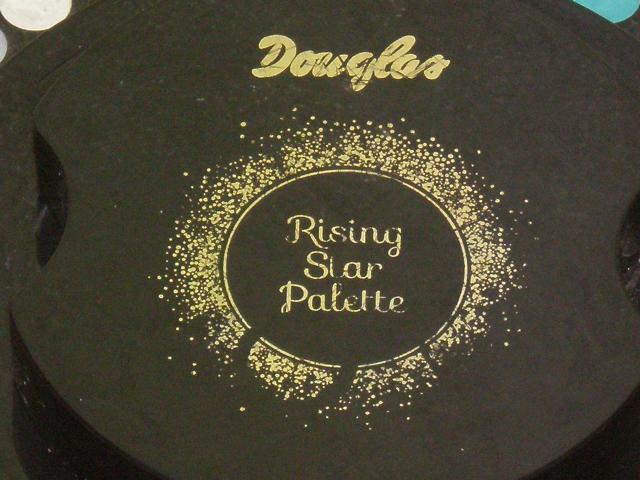 Douglas
Rising
Star
Palette